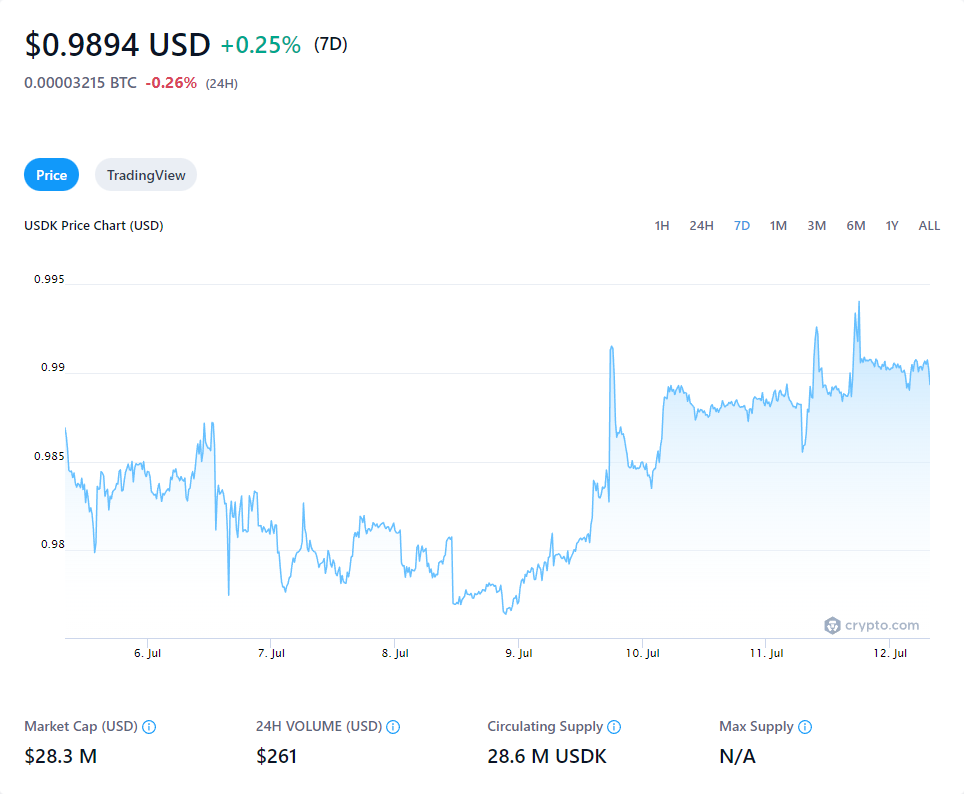 $0.9894 USD +0.25% (7D)
0.00003215 BTC -0.26% (24H)
Price TradingView
USDK Price Chart (USD) 1H 24H 7D 1M 3M 6M 1Y ALL
0.995
0.99
0.985
0.98
crypto.com
6. Jul 7. Jul 8. Jul 9. Jul 10. Jul 11. Jul 12. Jul
Market Cap (USD) 24H VOLUME (USD) Circulating Supply Max Supply
$28.3 M $261 28.6 M USDK N/A